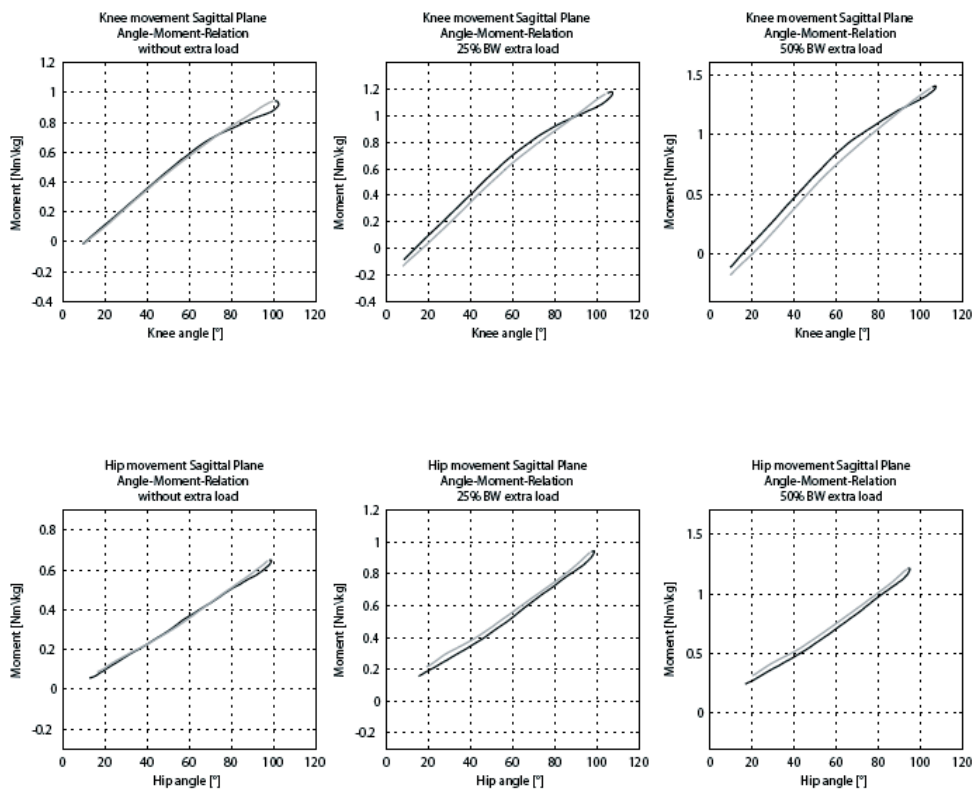 Knee movement Sagittal Plane
Angle-Moment-Relation
without extra load
Moment [Nm\kg]
1.2
1
0.8
0.6
0.4
0.2
0
-0.2
-0.4
0 20 40 60 80 100 120
Knee angle [°]
Knee movement Sagittal Plane
Angle-Moment-Relation
25% BW extra load
Moment [Nm\kg]
1.2
1
0.8
0.6
0.4
0.2
0
-0.2
-0.4
0 20 40 60 80 100 120
Knee angle [°]
Knee movement Sagittal Plane
Angle-Moment-Relation
50% BW extra load
Moment [Nm\kg]
1.5
1
0.5
0
0 20 40 60 80 100 120
Knee angle [°]
Hip movement Sagittal Plane
Angle-Moment-Relation
without extra load
Moment [Nm\kg]
0.8
0.6
0.4
0.2
0
-0.2
0 20 40 60 80 100 120
Hip angle [°]
Hip movement Sagittal Plane
Angle-Moment-Relation
25% BW extra load
Moment [Nm\kg]
1
0.8
0.6
0.4
0.2
0
-0.2
0 20 40 60 80 100 120
Hip angle [°]
Hip movement Sagittal Plane
Angle-Moment-Relation
50% BW extra load
Moment [Nm\kg]
1.5
1
0.5
0
0 20 40 60 80 100 120
Hip angle [°]